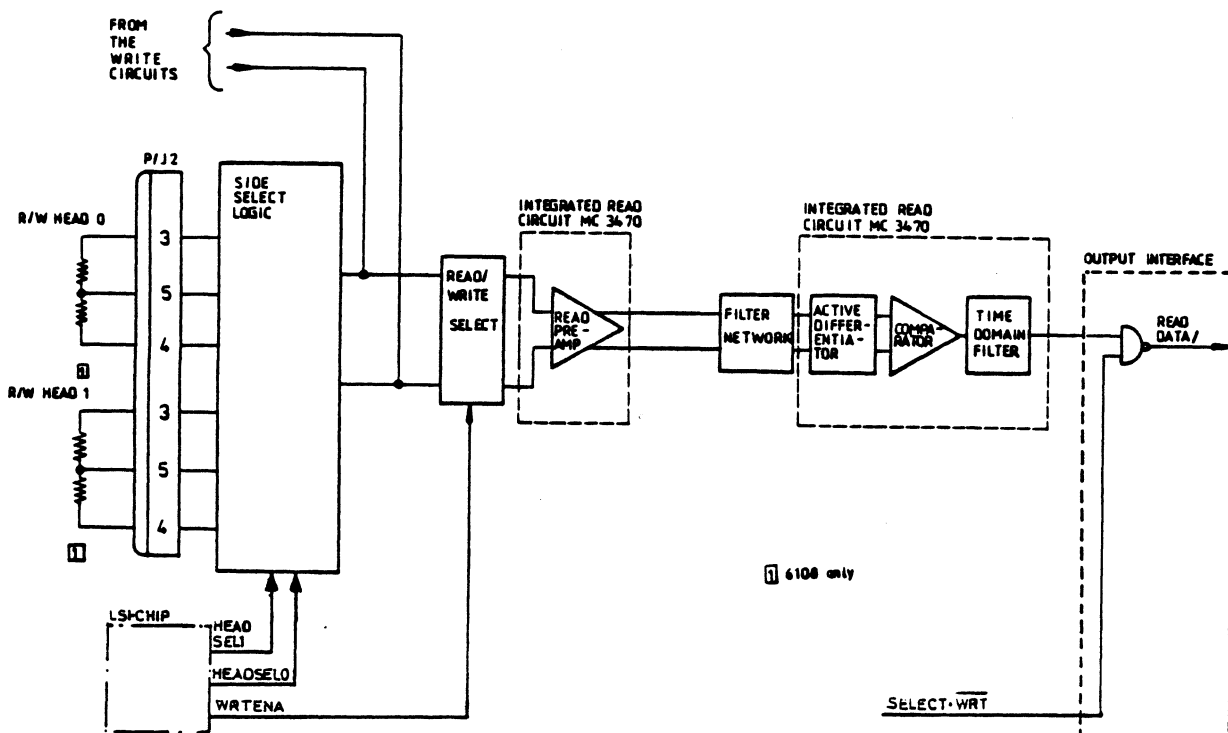 FROM
THE
WRITE
CIRCUITS
P/J2
R/W HEAD 0
3
5
4
1
R/W HEAD 1
3
5
4
1
SIDE
SELECT
LOGIC
READ/
WRITE
SELECT
INTEGRATED READ
CIRCUIT MC 3470
READ
PRE-
AMP
FILTER
NETWORK
INTEGRATED READ
CIRCUIT MC 3470
ACTIVE
DIFFER-
ENTIA-
TOR
COMPA-
RATOR
TIME
DOMAIN
FILTER
OUTPUT INTERFACE
READ
DATA/
1 6108 only
LSI-CHIP
HEAD
SEL1
HEADSEL0
WRTENA
SELECT·W̅R̅T̅